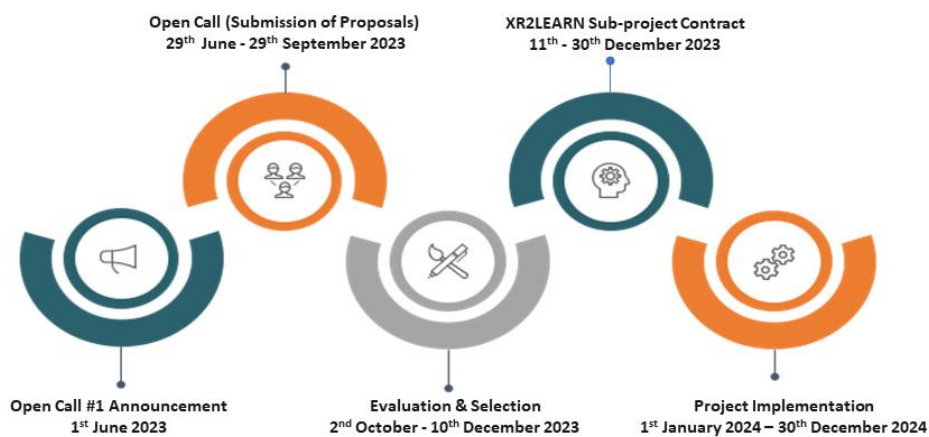 Open Call (Submission of Proposals)
29th June - 29th September 2023
XR2LEARN Sub-project Contract
11th - 30th December 2023
Open Call #1 Announcement
1st June 2023
Evaluation & Selection
2nd October - 10th December 2023
Project Implementation
1st January 2024 – 30th December 2024